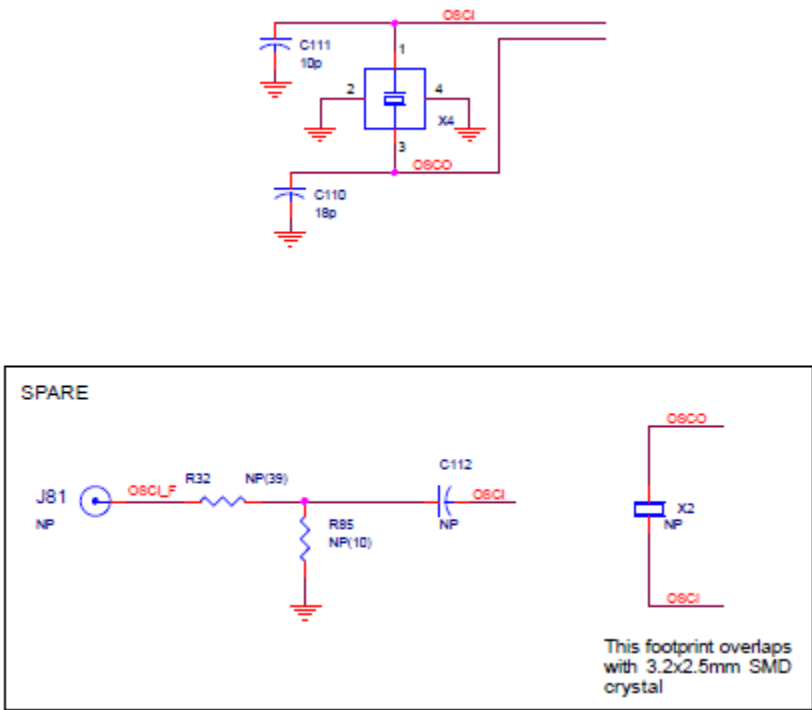 OSCI
C111
10p
1
2
4
X4
3
OSCO
C110
18p
SPARE
OSCO
C112
R32 NP(39)
J81
OSCI_F
OSCI
X2
NP
NP
NP
R85
NP(10)
OSCI
This footprint overlaps
with 3.2x2.5mm SMD
crystal